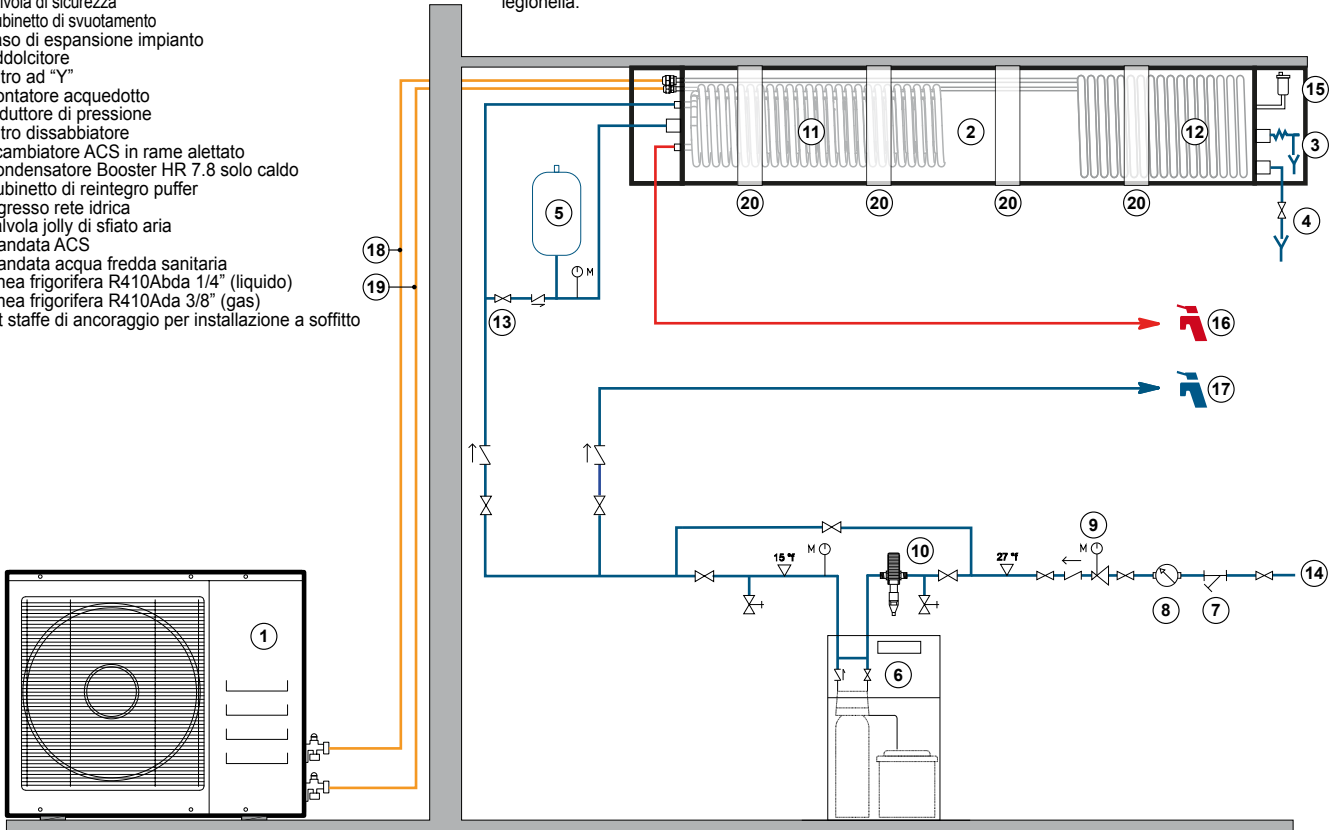 lvola di sicurezza
ubinetto di svuotamento
aso di espansione impianto
ddolcitore
tro ad “Y”
ontatore acquedotto
duttore di pressione
tro dissabbiatore
cambiatore ACS in rame alettato
ondensatore Booster HR 7.8 solo caldo
ubinetto di reintegro puffer
gresso rete idrica
alvola jolly di sfiato aria
andata ACS
andata acqua fredda sanitaria
nea frigorifera R410Abda 1/4” (liquido)
nea frigorifera R410Ada 3/8” (gas)
t staffe di ancoraggio per installazione a soffitto
legionella.
15
11
2
12
3
20
20
20
20
4
5
M
18
19
13
16
17
9
M
10
15 °f
M
27 °f
14
8
7
1
6